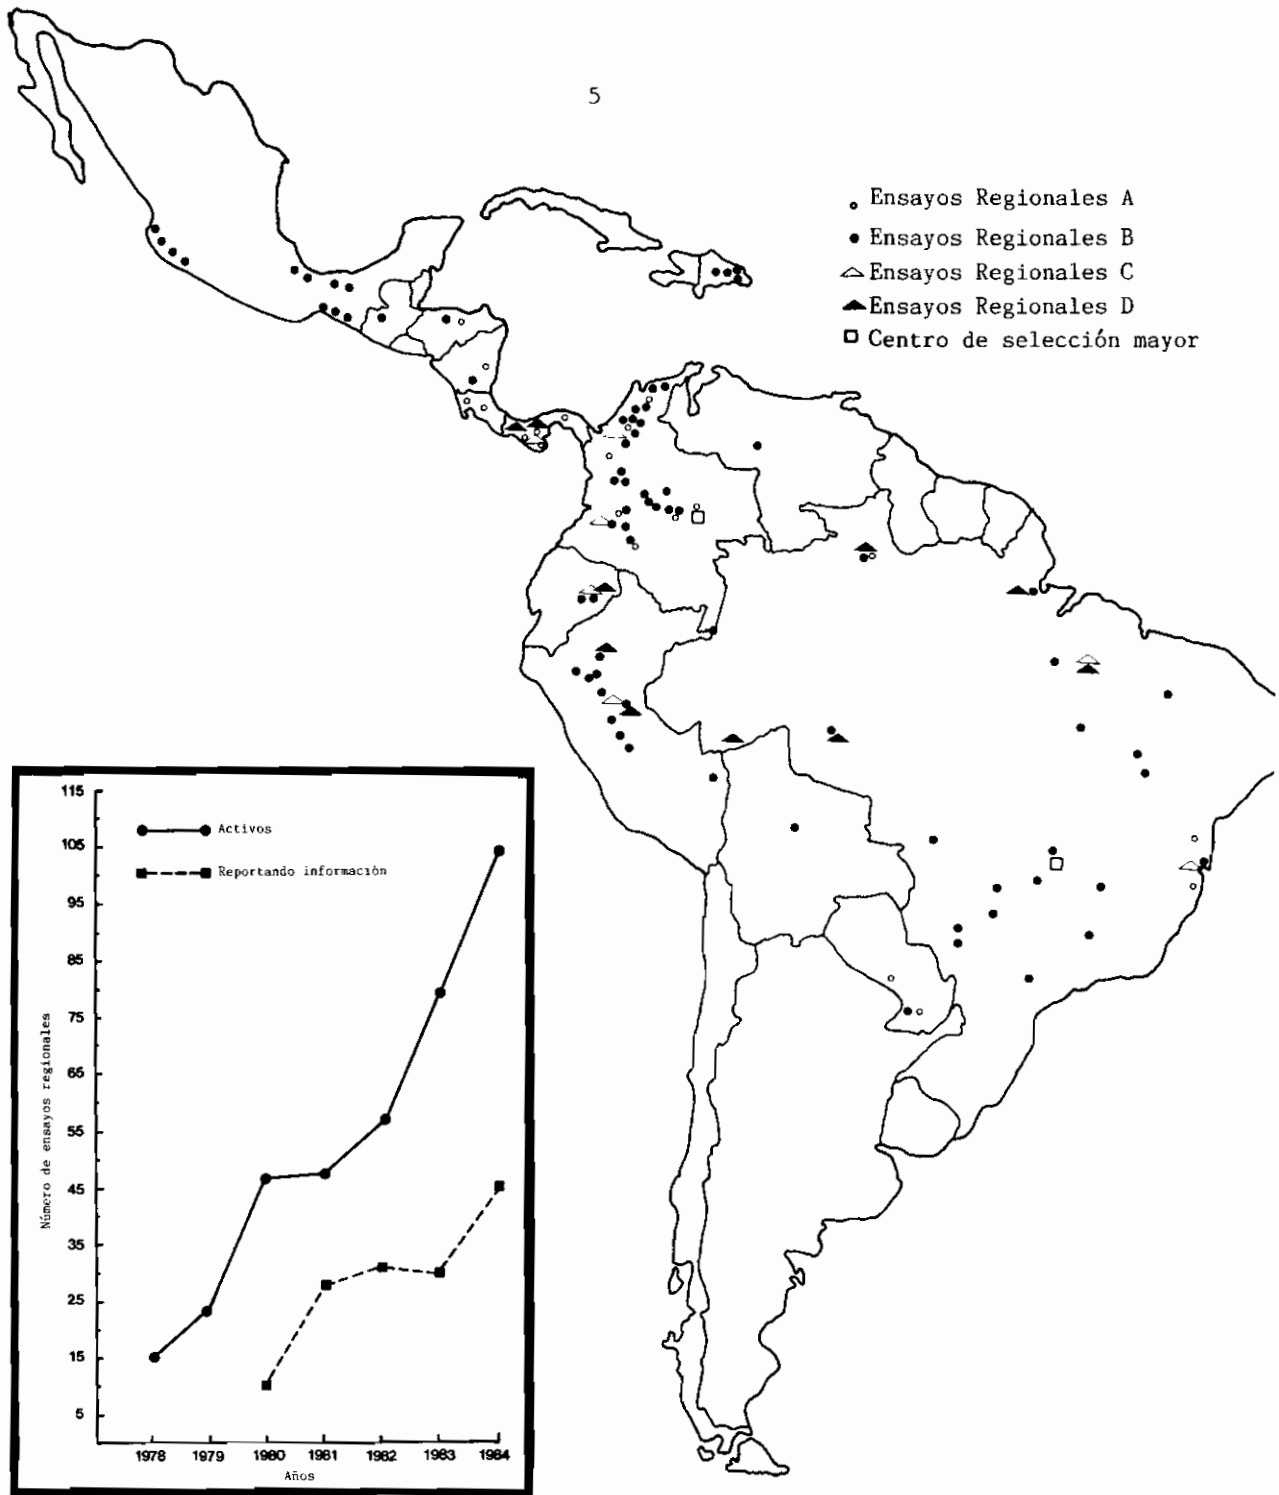 5
Ensayos Regionales A
Ensayos Regionales B
Ensayos Regionales C
Ensayos Regionales D
Centro de selección mayor
115
105
95
85
75
65
55
45
35
25
15
5
Número de ensayos regionales
Activos
Reportando información
1978 1979 1980 1981 1982 1983 1984
Años